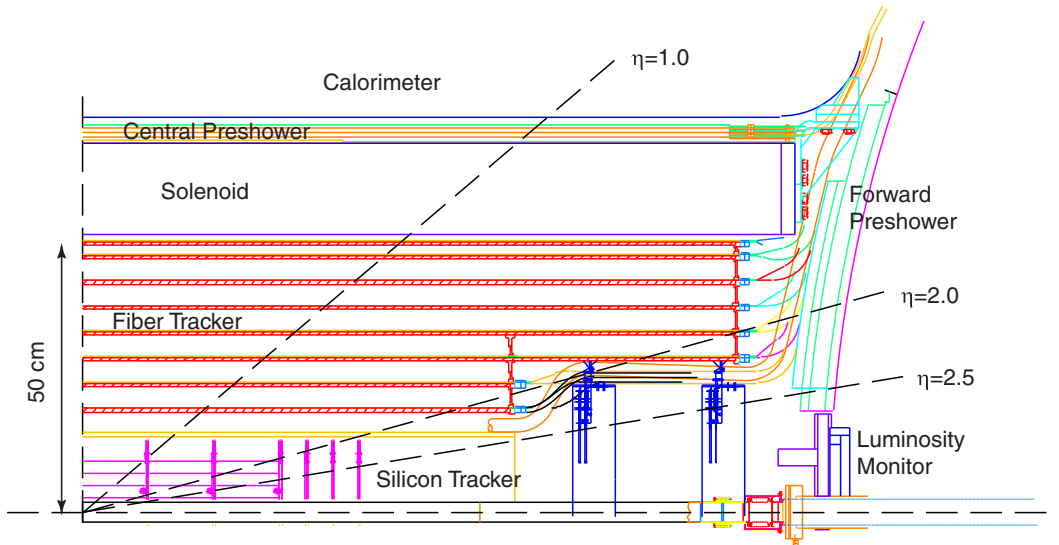 η=1.0
Calorimeter
Central Preshower
Solenoid
Forward
Preshower
η=2.0
Fiber Tracker
50 cm
η=2.5
Luminosity
Monitor
Silicon Tracker